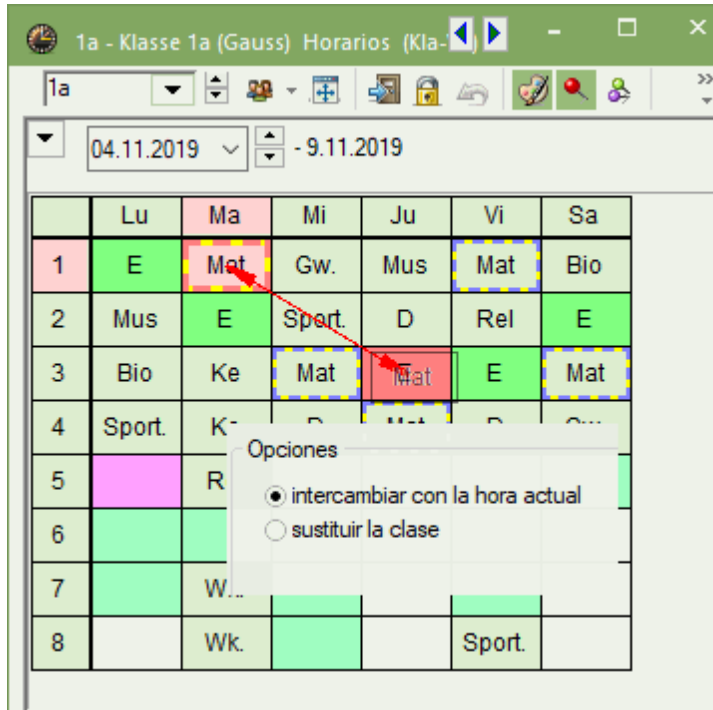 1a - Klasse 1a (Gauss) Horarios (Kla-
1a
04.11.2019 - 9.11.2019
Lu Ma Mi Ju Vi Sa
1 E Mat Gw. Mus Mat Bio
2 Mus E Sport. D Rel E
3 Bio Ke Mat Mat E Mat
4 Sport.
5
6
7
8 Wk. Sport.
Opciones
intercambiar con la hora actual
sustituir la clase